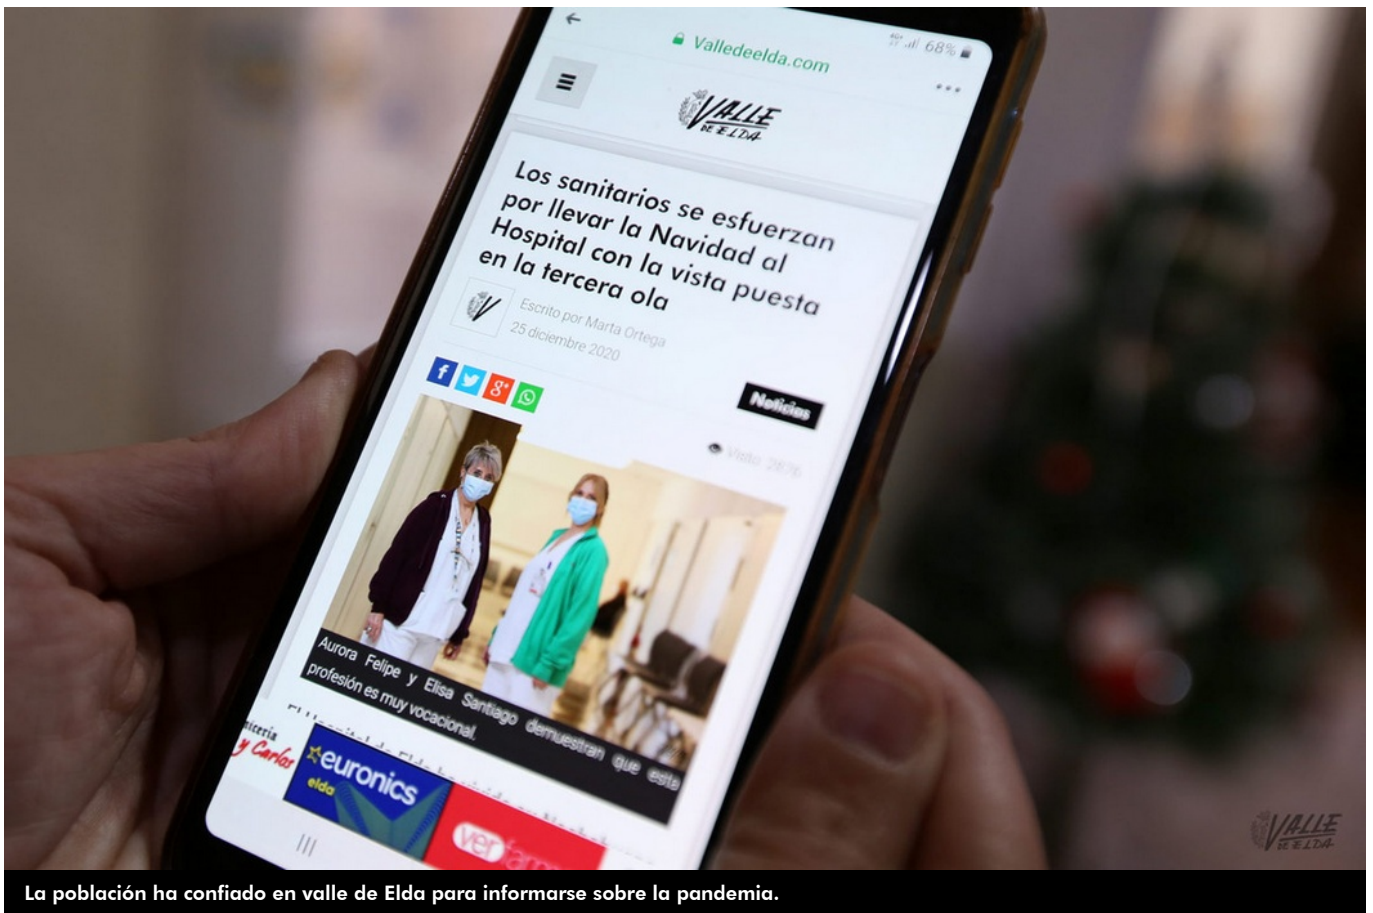 68%
Valledeelda.com
VALLE
DE ELDA
Los sanitarios se esfuerzan
por llevar la Navidad al
Hospital con la vista puesta
en la tercera ola
Escrito por Marta Ortega
25 diciembre 2020
Noticias
Visto: 2876
Aurora Felipe y Elisa Santiago demuestran que esta
profesión es muy vocacional.
y Carlos
euronics
elda
ver
VALLE
DE ELDA
La población ha confiado en valle de Elda para informarse sobre la pandemia.